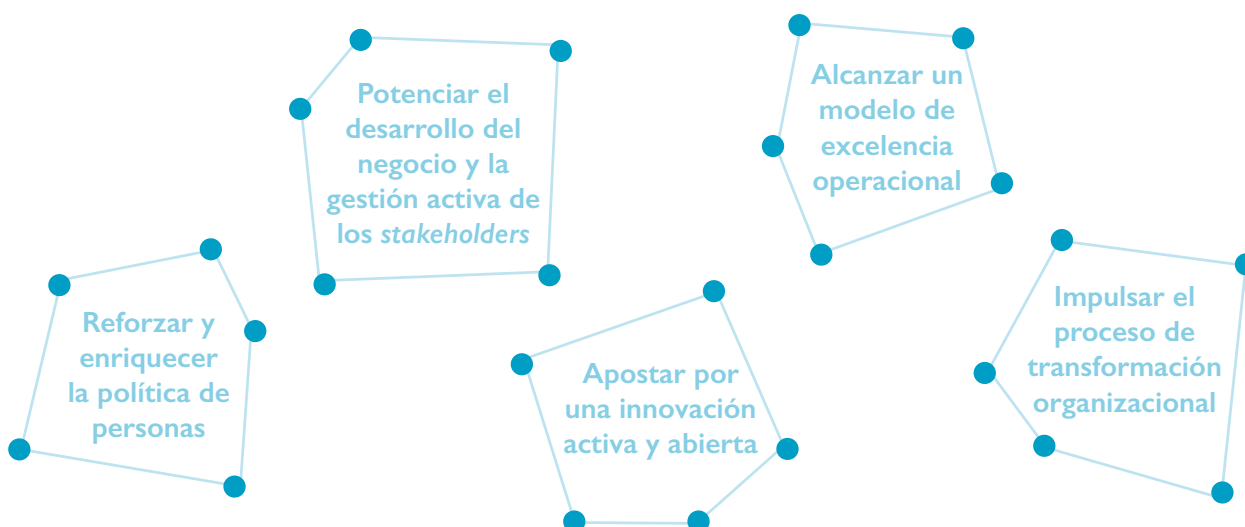 Potenciar el
desarrollo del
negocio y la
gestión activa de
los stakeholders
Alcanzar un
modelo de
excelencia
operacional
Reforzar y
enriquecer
la política de
personas
Apostar por
una innovación
activa y abierta
Impulsar el
proceso de
transformación
organizacional